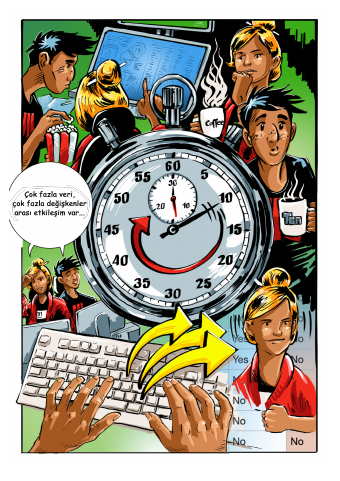 Coffee
60
55
5
50
10
45
15
40
20
35
25
30
30
20
10
Çok fazla veri,
çok fazla değişkenler
arası etkileşim var...
Yes No
Yes No
No
No
No No